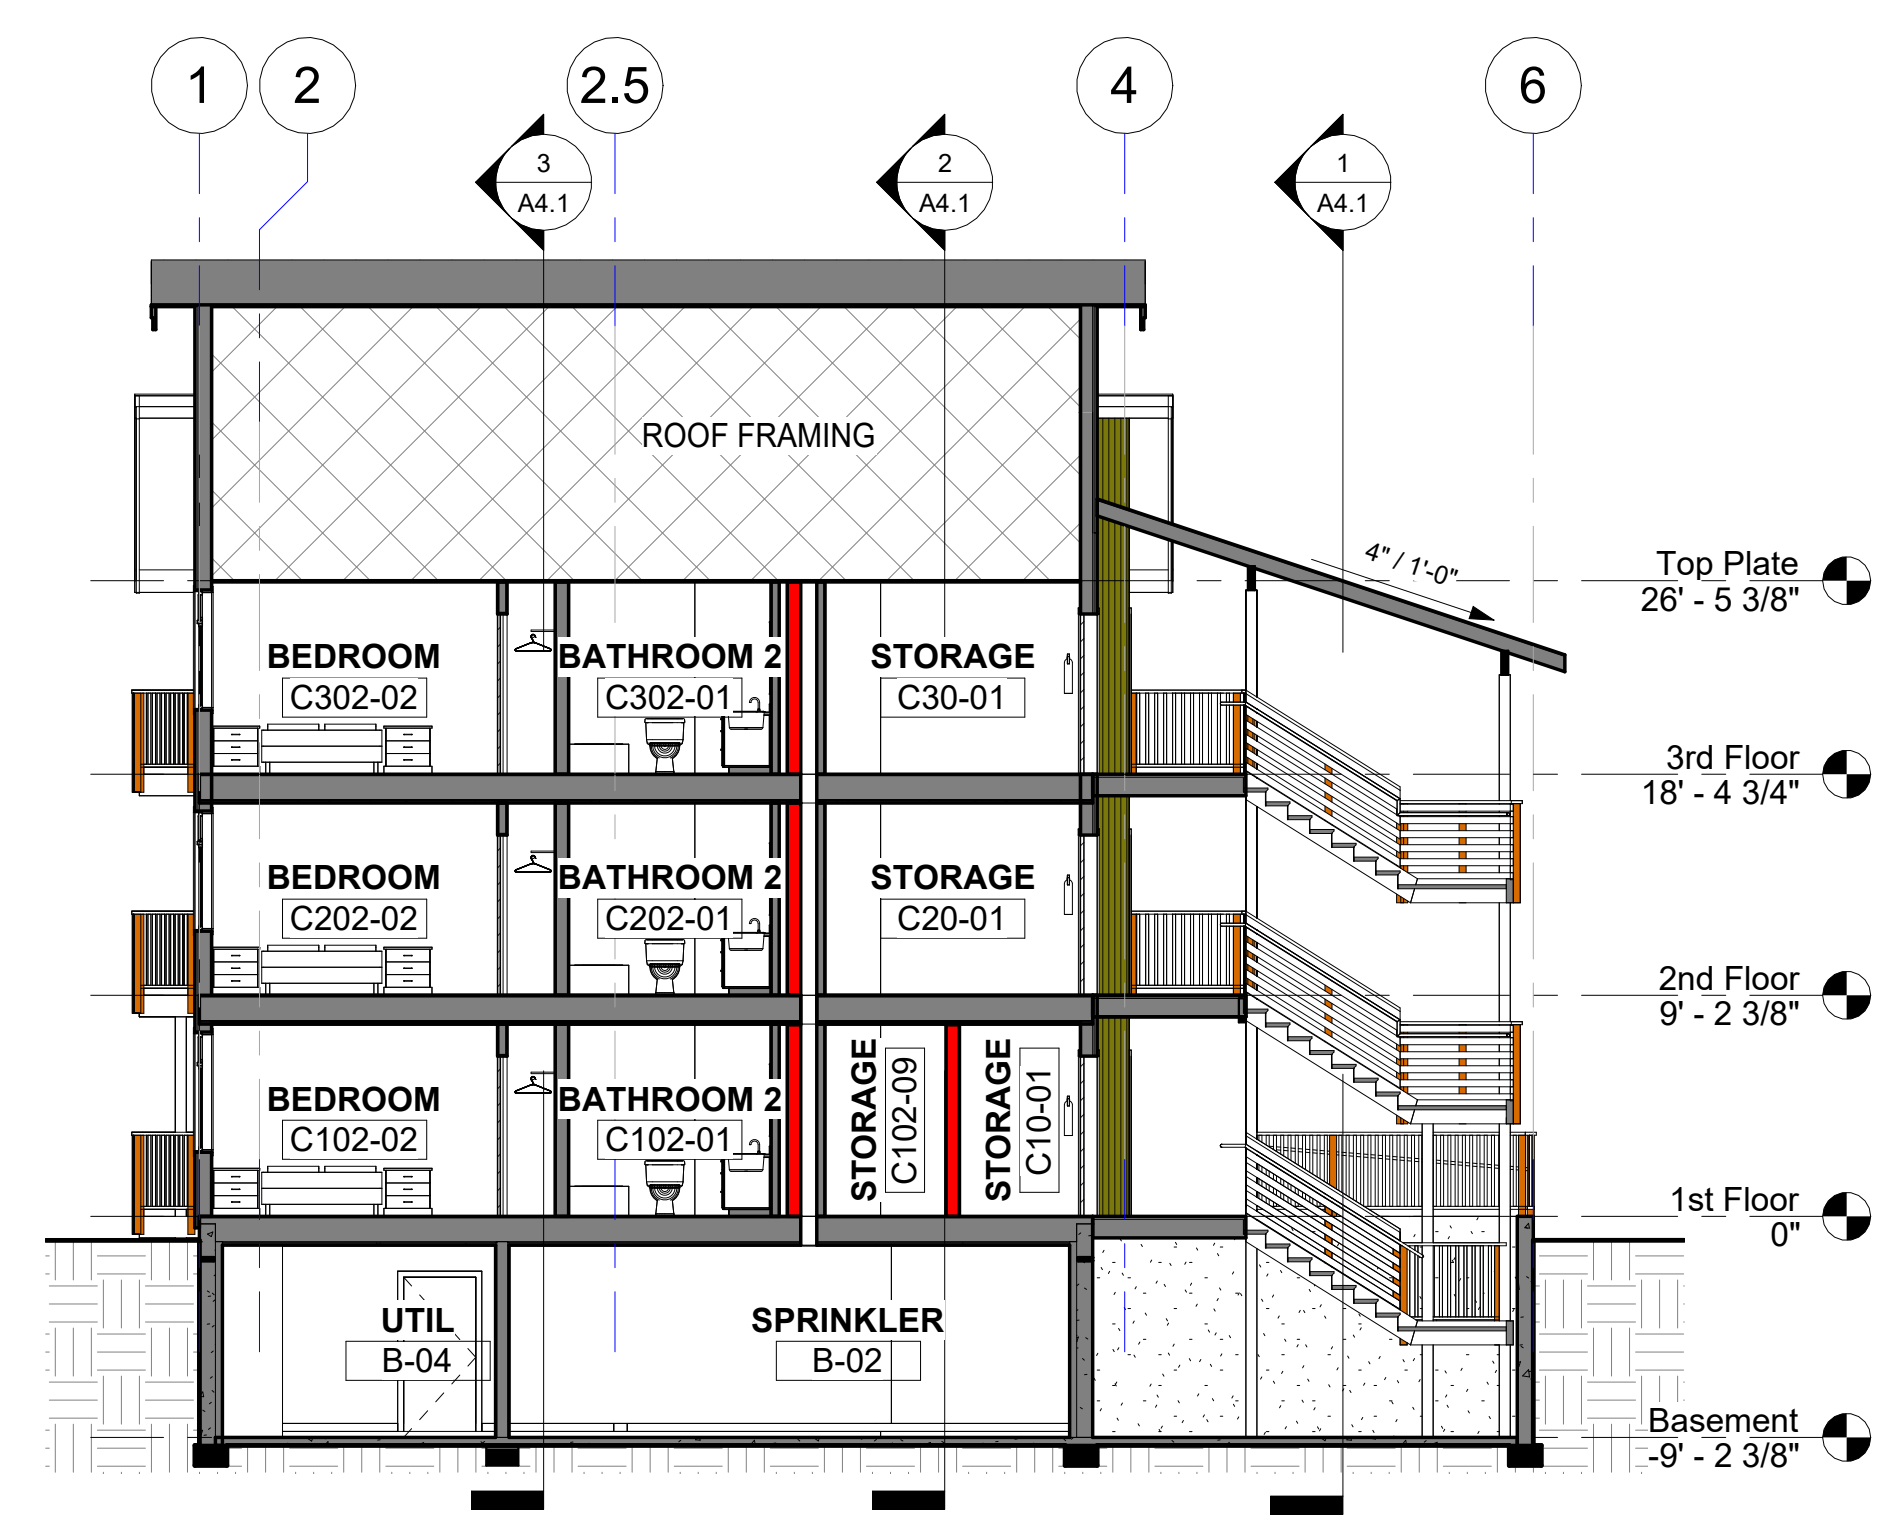 1
2
2.5
4
6
3
A4.1
2
A4.1
1
A4.1
ROOF FRAMING
4" / 1'-0"
Top Plate
26' - 5 3/8"
BEDROOM
C302-02
BATHROOM 2
C302-01
STORAGE
C30-01
3rd Floor
18' - 4 3/4"
BEDROOM
C202-02
BATHROOM 2
C202-01
STORAGE
C20-01
2nd Floor
9' - 2 3/8"
BEDROOM
C102-02
BATHROOM 2
C102-01
STORAGE
C102-09
STORAGE
C10-01
1st Floor
0"
UTIL
B-04
SPRINKLER
B-02
Basement
-9' - 2 3/8"